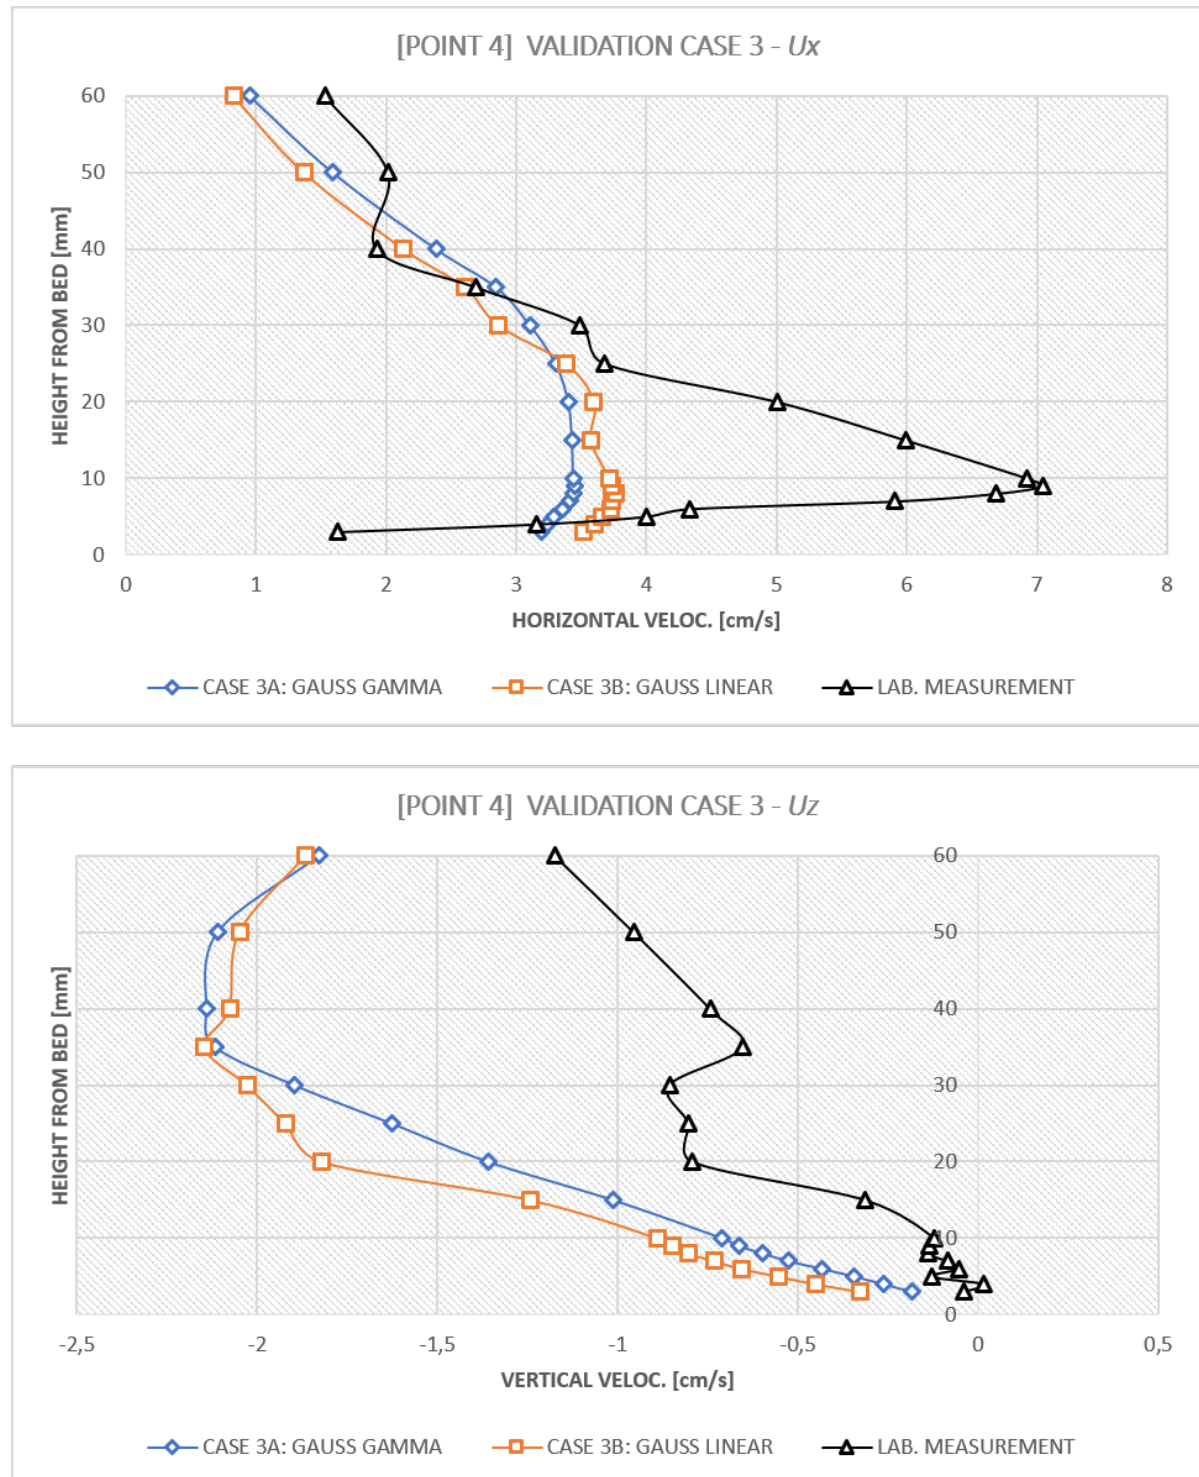 [POINT 4] VALIDATION CASE 3 - Ux
HEIGHT FROM BED [mm]
60
50
40
30
20
10
0
0 1 2 3 4 5 6 7 8
HORIZONTAL VELOC. [cm/s]
CASE 3A: GAUSS GAMMA CASE 3B: GAUSS LINEAR LAB. MEASUREMENT
[POINT 4] VALIDATION CASE 3 - Uz
HEIGHT FROM BED [mm]
60
50
40
30
20
10
0
-2,5 -2 -1,5 -1 -0,5 0 0,5
VERTICAL VELOC. [cm/s]
CASE 3A: GAUSS GAMMA CASE 3B: GAUSS LINEAR LAB. MEASUREMENT